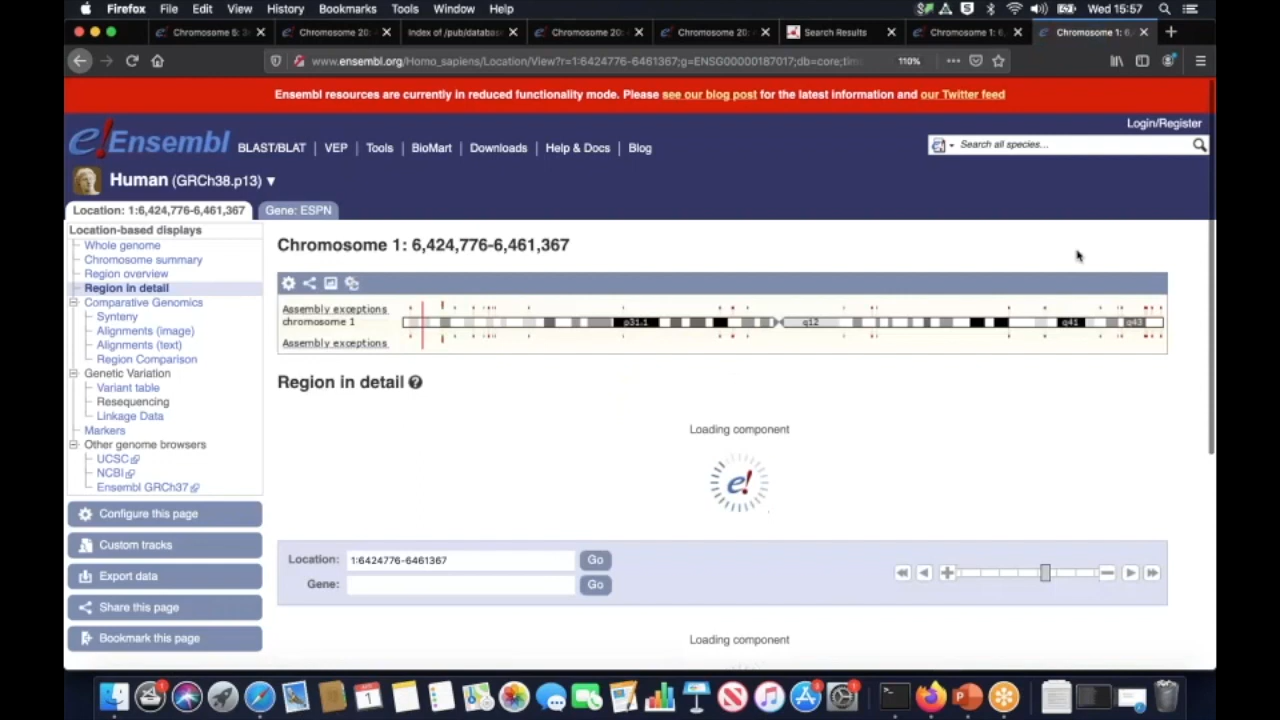 Firefox File Edit View History Bookmarks Tools Window Help
Wed 15:57
Chromosome 20:
Index of /pub/databas
Chromosome 20:
Chromosome 20:
Search Results
Chromosome 1: 6,
Chromosome 1: 6,
www.ensembl.org/Homo_sapiens/Location/View?r=1:6424776-6461367;g=ENSG00000187017;db=core;tim
110%
Ensembl resources are currently in reduced functionality mode. Please see our blog post for the latest information and our Twitter feed
Login/Register
e!Ensembl BLAST/BLAT | VEP | Tools | BioMart | Downloads | Help & Docs | Blog
Search all species...
Human (GRCh38.p13) ▼
Location: 1:6,424,776-6,461,367
Gene: ESPN
Location-based displays
Whole genome
Chromosome summary
Region overview
Region in detail
Comparative Genomics
Synteny
Alignments (image)
Alignments (text)
Region Comparison
Genetic Variation
Variant table
Resequencing
Linkage Data
Markers
Other genome browsers
UCSC
NCBI
Ensembl GRCh37
Configure this page
Custom tracks
Export data
Share this page
Bookmark this page
Chromosome 1: 6,424,776-6,461,367
Assembly exceptions
chromosome 1 p31.1 q12 q41 q43
Assembly exceptions
Region in detail
Loading component
e!
Location: 1:6424776-6461367 Go
Gene: Go
Loading component